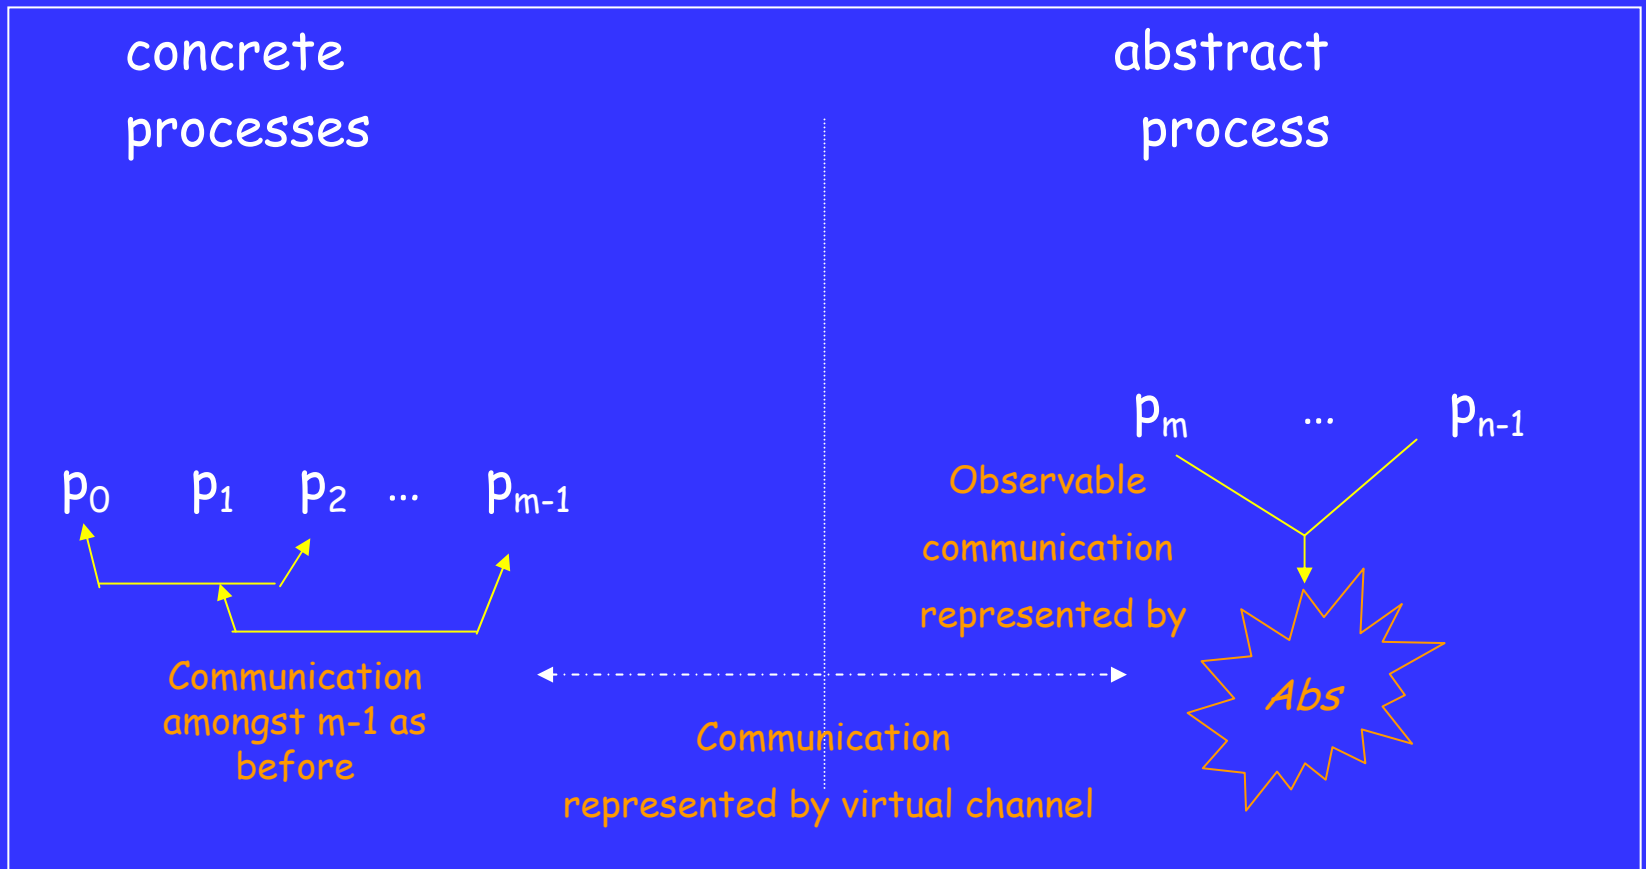 concrete
processes
abstract
process
p0 p1 p2 ... pm-1
Communication
amongst m-1 as
before
pm ... pn-1
Observable
communication
represented by
Abs
Communication
represented by virtual channel